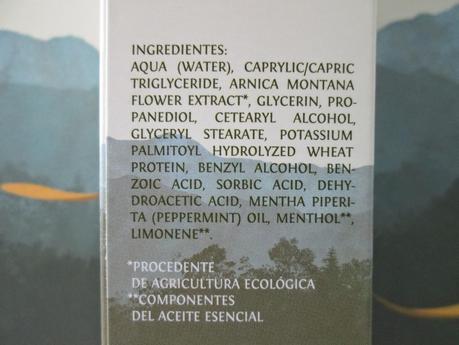 INGREDIENTES:
AQUA (WATER), CAPRYLIC/CAPRIC
TRIGLYCERIDE, ARNICA MONTANA
FLOWER EXTRACT*, GLYCERIN, PRO-
PANEDIOL, CETEARYL ALCOHOL,
GLYCERYL STEARATE, POTASSIUM
PALMITOYL HYDROLYZED WHEAT
PROTEIN, BENZYL ALCOHOL, BEN-
ZOIC ACID, SORBIC ACID, DEHY-
DROACETIC ACID, MENTHA PIPERI-
TA (PEPPERMINT) OIL, MENTHOL**,
LIMONENE**.
*PROCEDENTE
DE AGRICULTURA ECOLÓGICA
**COMPONENTES
DEL ACEITE ESENCIAL